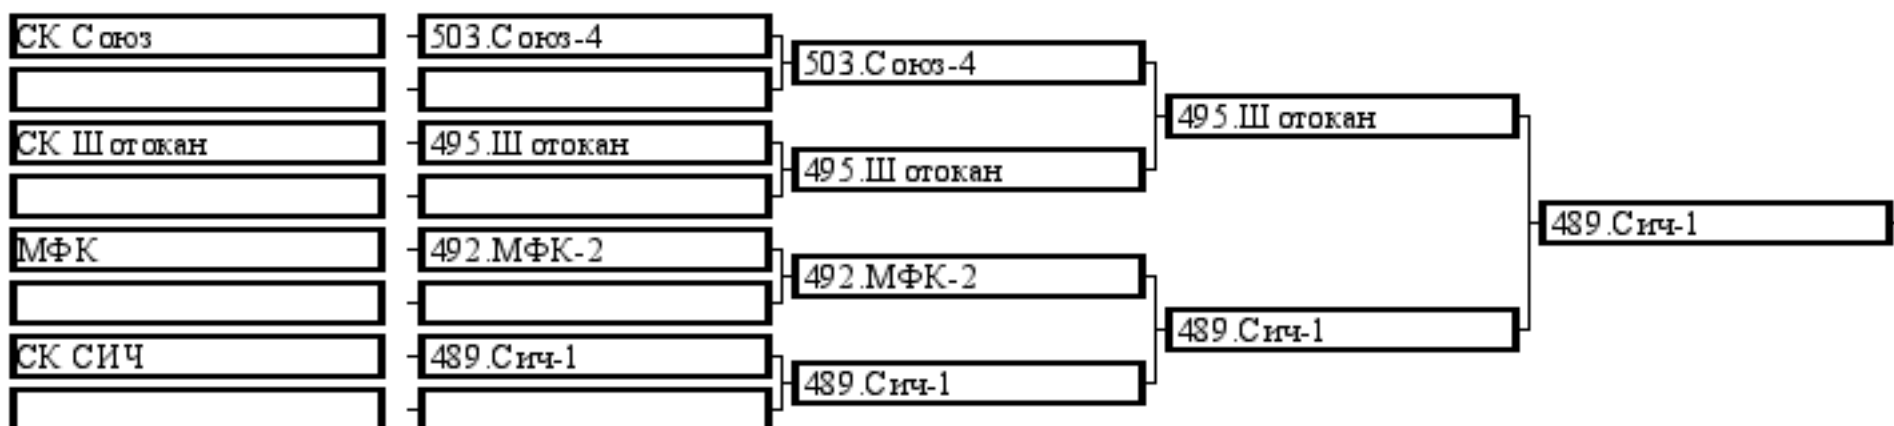 СК Союз
503.Союз-4
503.Союз-4
495.Шотокан
СК Шотокан
495.Шотокан
495.Шотокан
489.Сич-1
МФК
492.МФК-2
492.МФК-2
489.Сич-1
СК СИЧ
489.Сич-1
489.Сич-1